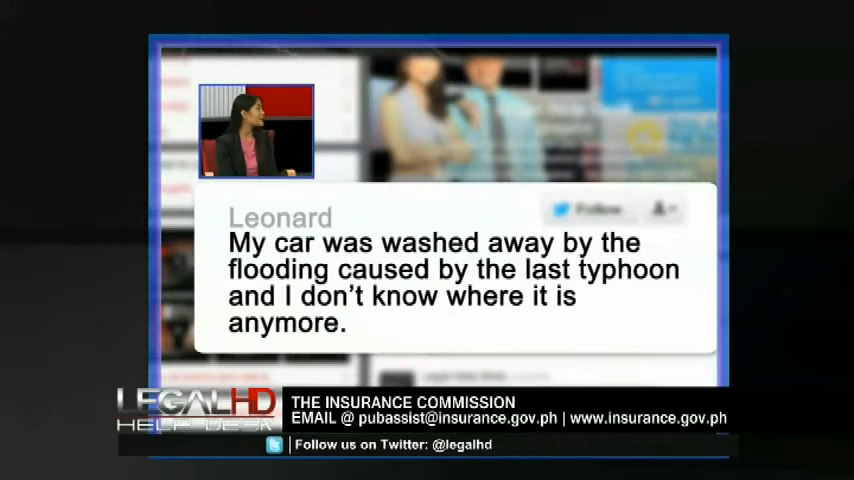 Leonard
Follow
My car was washed away by the
flooding caused by the last typhoon
and I don't know where it is
anymore.
LEGALHD
HELP DESK
THE INSURANCE COMMISSION
EMAIL @ pubassist@insurance.gov.ph | www.insurance.gov.ph
Follow us on Twitter: @legalhd